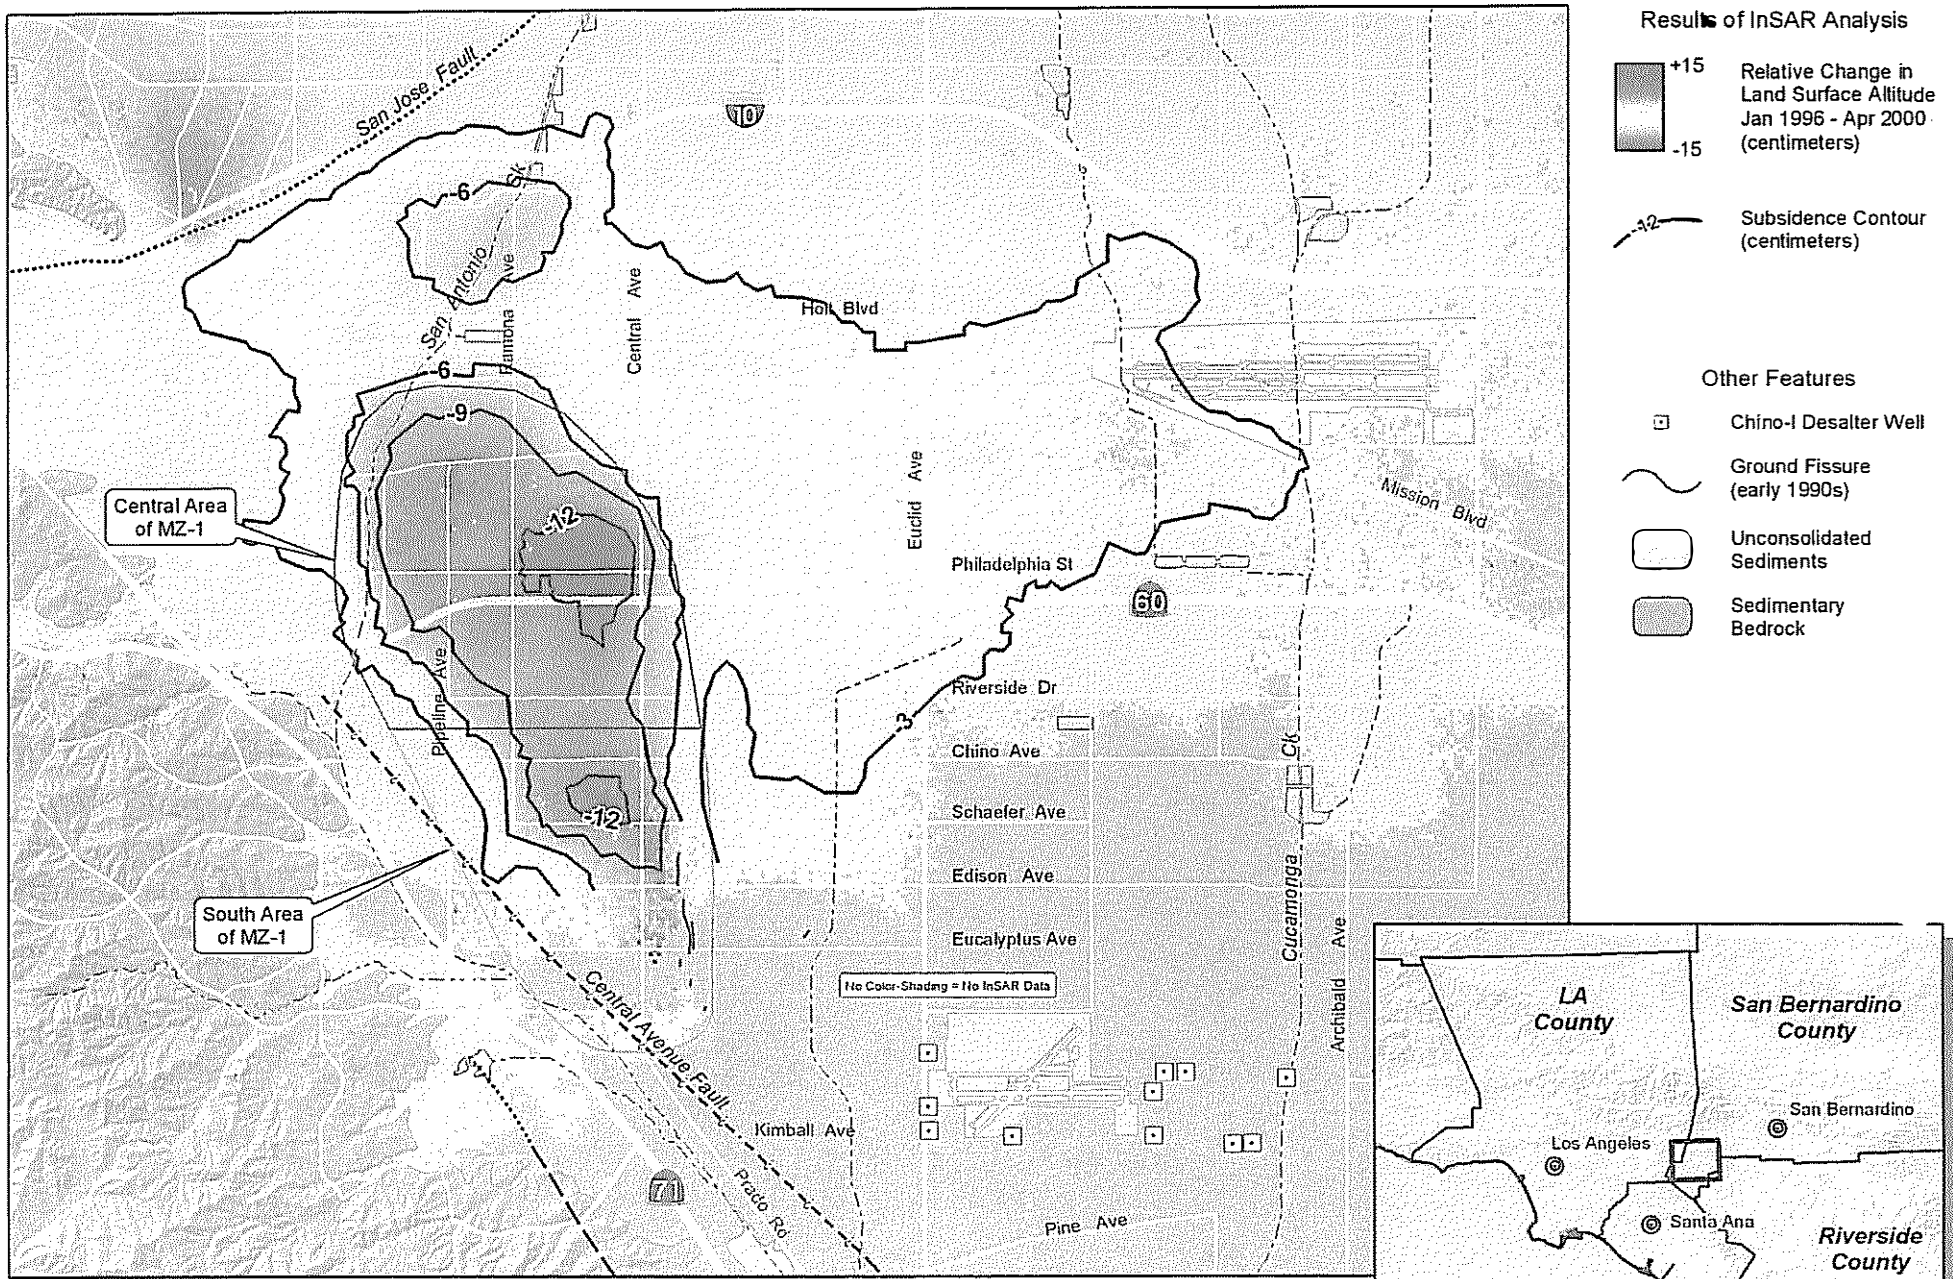 Results of InSAR Analysis
+15
-15
Relative Change in
Land Surface Altitude
Jan 1996 - Apr 2000
(centimeters)
-12
Subsidence Contour
(centimeters)
Other Features
Chino-I Desalter Well
Ground Fissure
(early 1990s)
Unconsolidated
Sediments
Sedimentary
Bedrock
San Jose Fault
10
-6
San Antonio
Ck
Ramona
Ave
Central Ave
Holt Blvd
-6
-9
-12
Central Area
of MZ-1
Euclid Ave
Mission Blvd
Philadelphia St
60
Pipeline Ave
Riverside Dr
-3
Chino Ave
Cucamonga Ck
Schaefer Ave
-12
Edison Ave
South Area
of MZ-1
Eucalyptus Ave
Archibald Ave
No Color-Shading = No InSAR Data
Central Avenue Fault
Kimball Ave
71
Prado Rd
Pine Ave
LA
County
San Bernardino
County
San Bernardino
Los Angeles
Santa Ana
Riverside
County